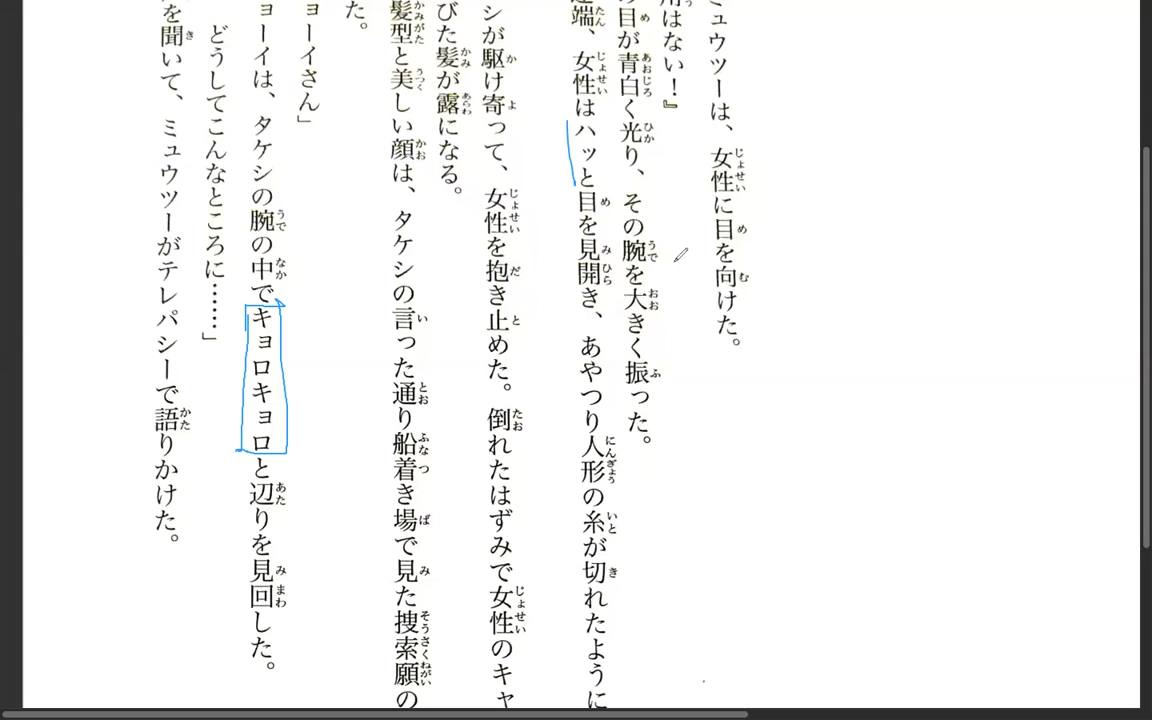 ミュウツーは、女性に目を向けた。
用はない！』
の目が青白く光り、その腕を大きく振った。
途端、女性はハッと目を見開き、あやつり人形の糸が切れたように
シが駆け寄って、女性を抱き止めた。倒れたはずみで女性のキャ
びた髪が露になる。
髪型と美しい顔は、タケシの言った通り船着き場で見た捜索願の
た。
ョーイさん」
ョーイは、タケシの腕の中でキョロキョロと辺りを見回した。
どうしてこんなところに……」
を聞いて、ミュウツーがテレパシーで語りかけた。